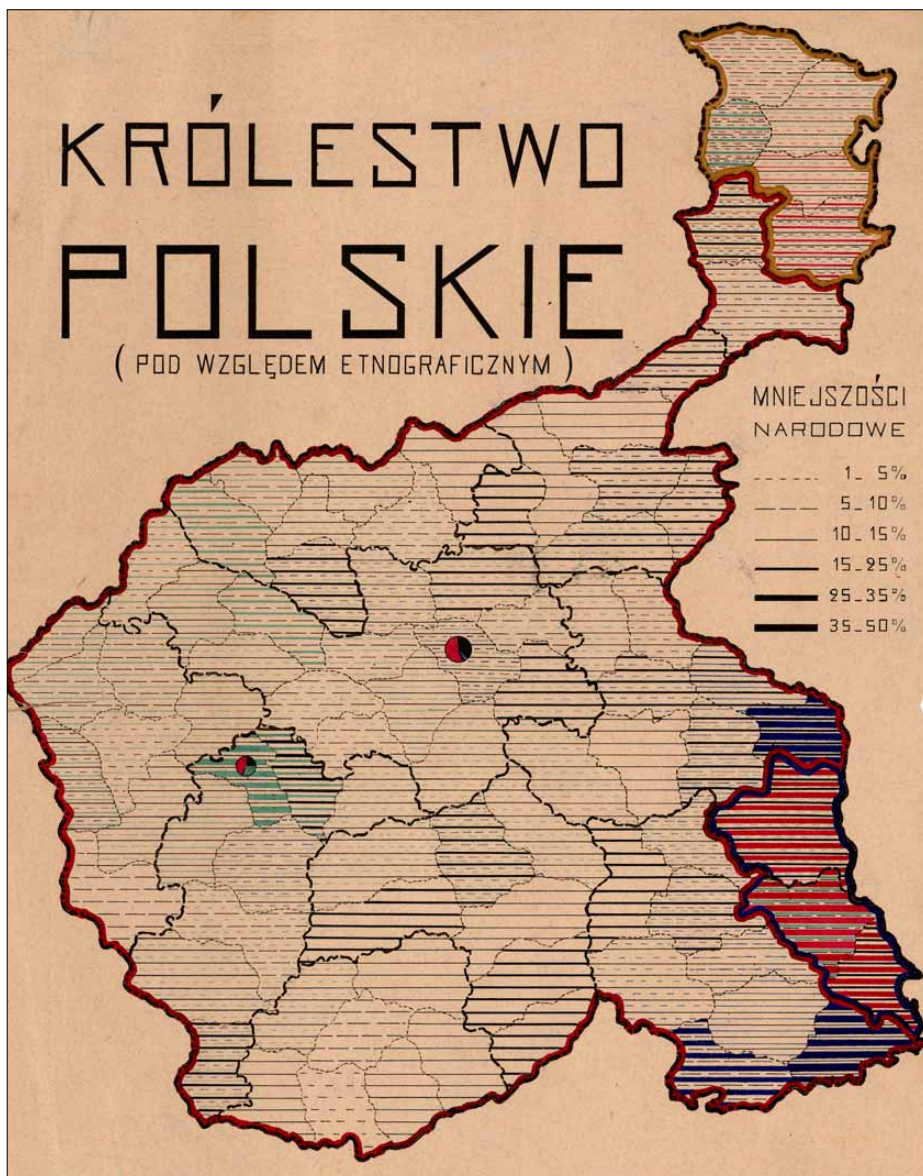 KRÓLESTWO
POLSKIE
(POD WZGLĘDEM ETNOGRAFICZNYM)
MNIEJSZOŚCI
NARODOWE
1_ 5%
5_10%
10_15%
15_25%
25_35%
35_50%